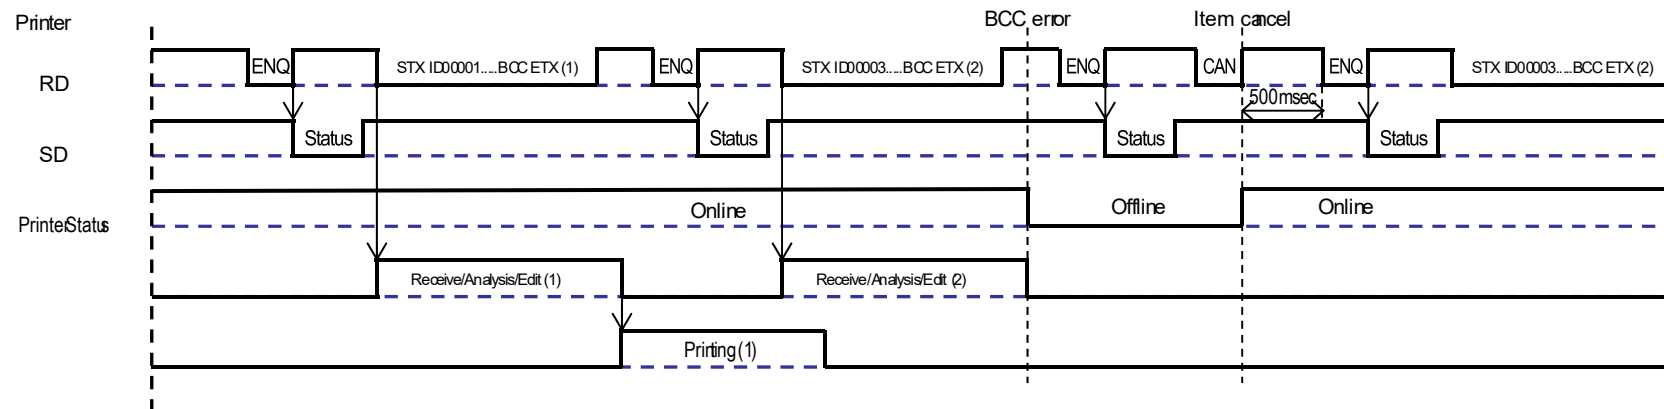 BCC error Item cancel
Printer
RD ENQ STX ID00001.....BCC ETX (1) ENQ STX ID00003.....BCC ETX (2) ENQ CAN ENQ STX ID00003.....BCC ETX (2)
500msec
SD Status Status Status Status
PrinterStatus Online Offline Online
Receive/Analysis/Edit (1) Receive/Analysis/Edit (2)
Printing (1)